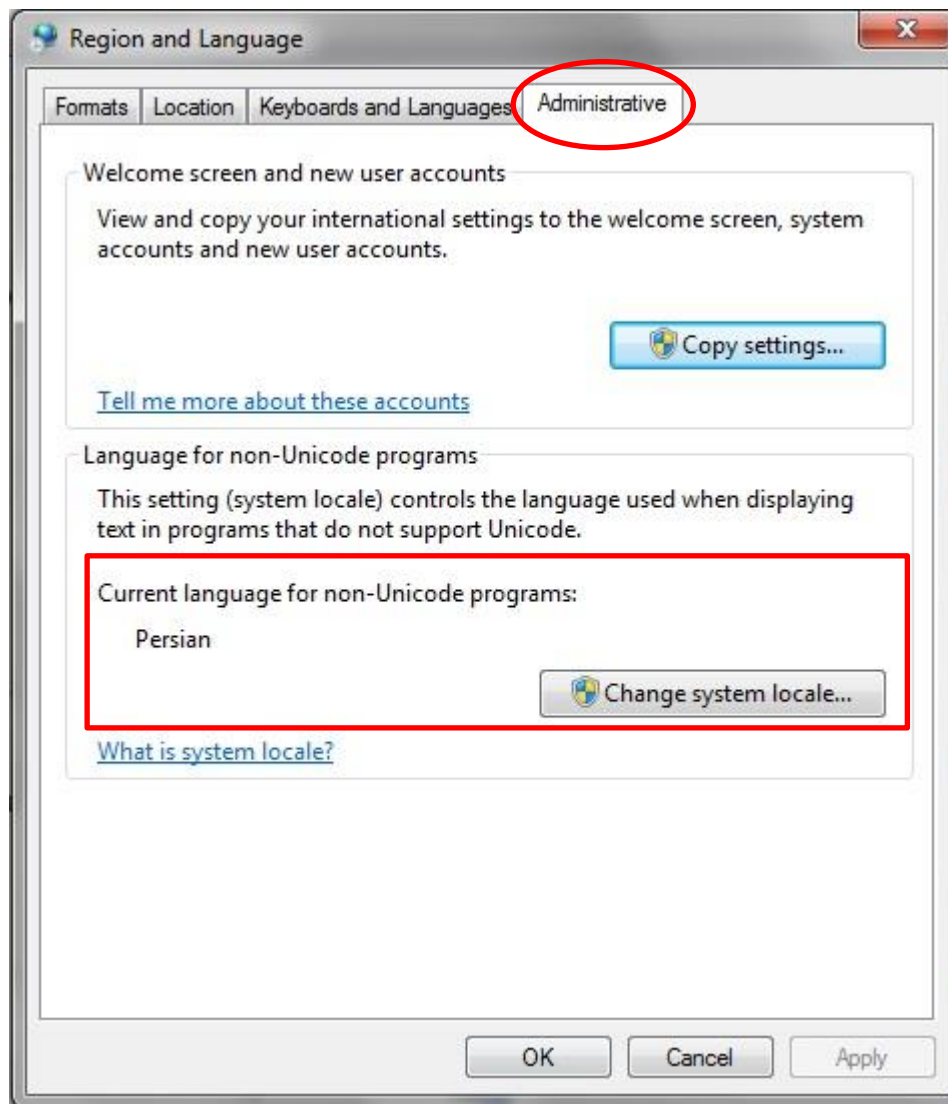 Region and Language
Formats Location Keyboards and Languages Administrative
Welcome screen and new user accounts
View and copy your international settings to the welcome screen, system
accounts and new user accounts.
Copy settings...
Tell me more about these accounts
Language for non-Unicode programs
This setting (system locale) controls the language used when displaying
text in programs that do not support Unicode.
Current language for non-Unicode programs:
Persian
Change system locale...
What is system locale?
OK Cancel Apply